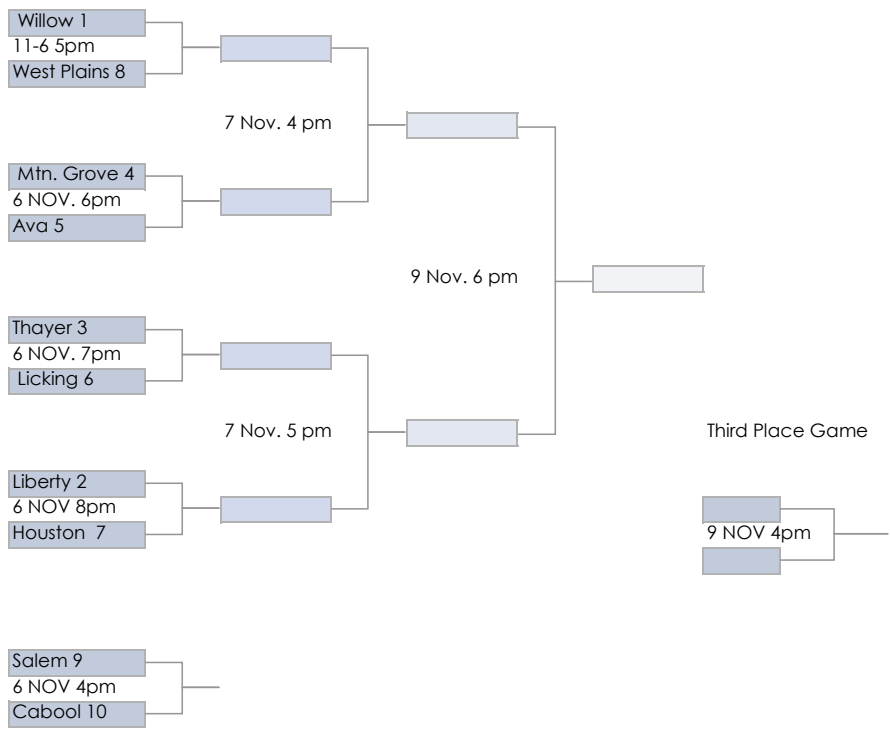 Willow 1
11-6 5pm
West Plains 8
7 Nov. 4 pm
Mtn. Grove 4
6 NOV. 6pm
Ava 5
9 Nov. 6 pm
Thayer 3
6 NOV. 7pm
Licking 6
7 Nov. 5 pm
Third Place Game
Liberty 2
6 NOV 8pm
Houston 7
9 NOV 4pm
Salem 9
6 NOV 4pm
Cabool 10